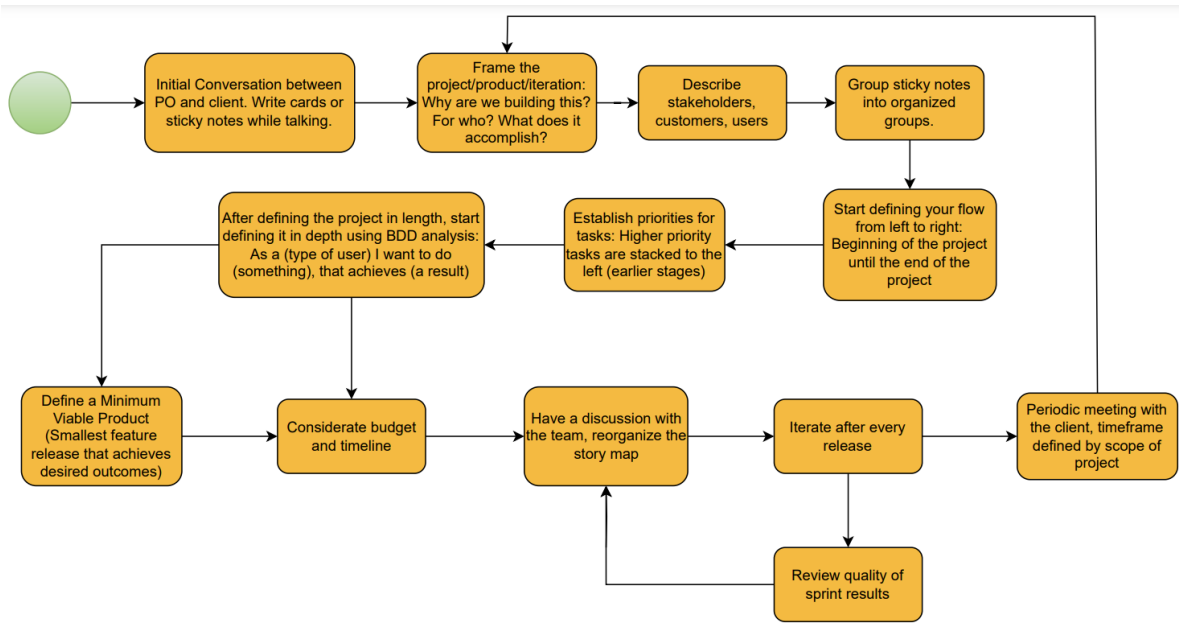 Initial Conversation between
PO and client. Write cards or
sticky notes while talking.
Frame the
project/product/iteration:
Why are we building this?
For who? What does it
accomplish?
Describe
stakeholders,
customers, users
Group sticky notes
into organized
groups.
Start defining your flow
from left to right:
Beginning of the project
until the end of the
project
Establish priorities for
tasks: Higher priority
tasks are stacked to the
left (earlier stages)
After defining the project in length, start
defining it in depth using BDD analysis:
As a (type of user) I want to do
(something), that achieves (a result)
Define a Minimum
Viable Product
(Smallest feature
release that achieves
desired outcomes)
Considerate budget
and timeline
Have a discussion with
the team, reorganize the
story map
Iterate after every
release
Periodic meeting with
the client, timeframe
defined by scope of
project
Review quality of
sprint results